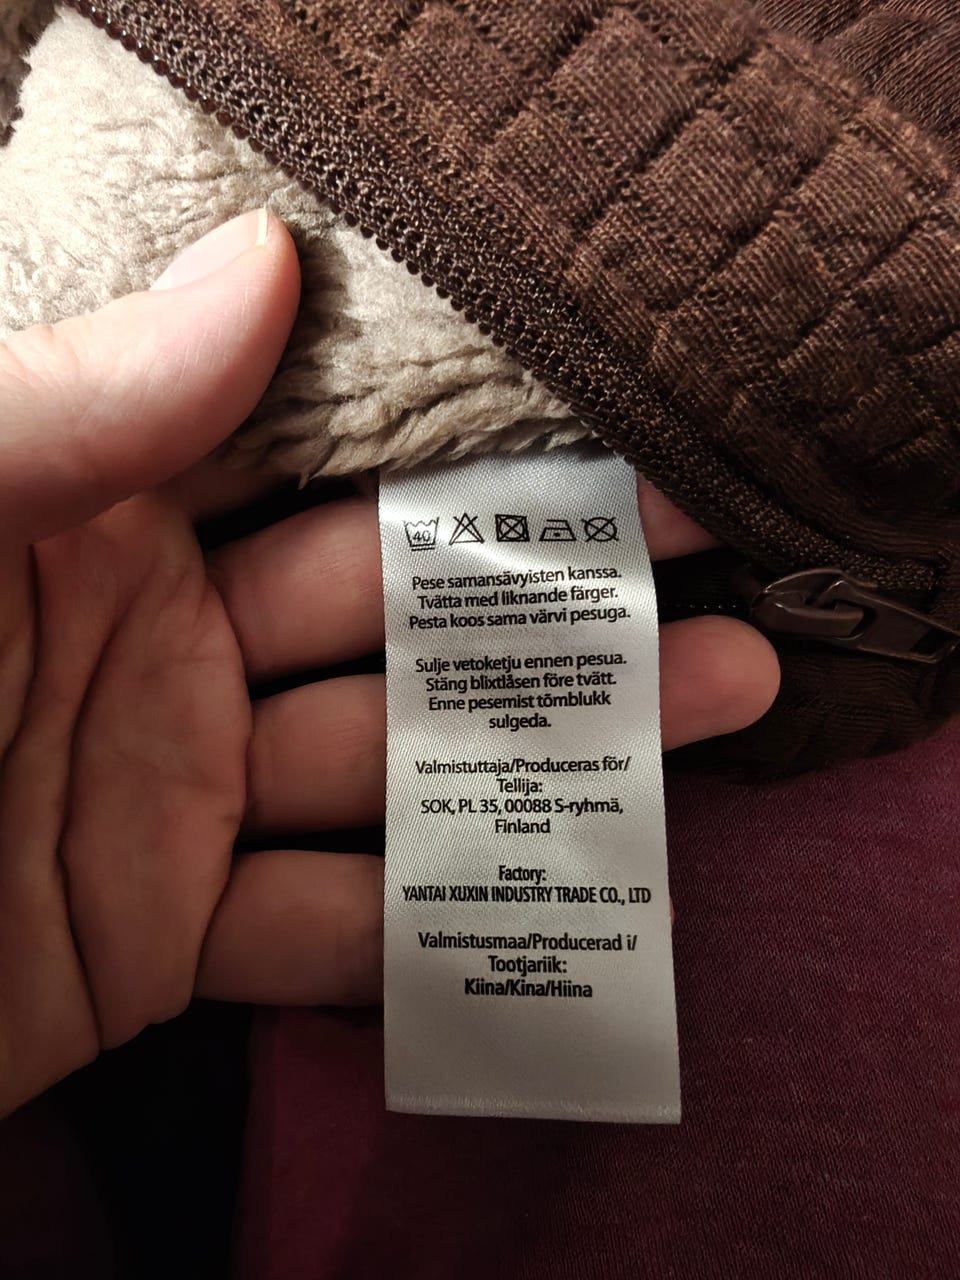 40
Pese samansävyisten kanssa.
Tvätta med liknande färger.
Pesta koos sama värvi pesuga.
Sulje vetoketju ennen pesua.
Stäng blixtlåsen före tvätt.
Enne pesemist tõmblukk
sulgeda.
Valmistuttaja/Produceras för/
Tellija:
SOK, PL 35, 00088 S-ryhmä,
Finland
Factory:
YANTAI XUXIN INDUSTRY TRADE CO., LTD
Valmistusmaa/Producerad i/
Tootjariik:
Kiina/Kina/Hiina